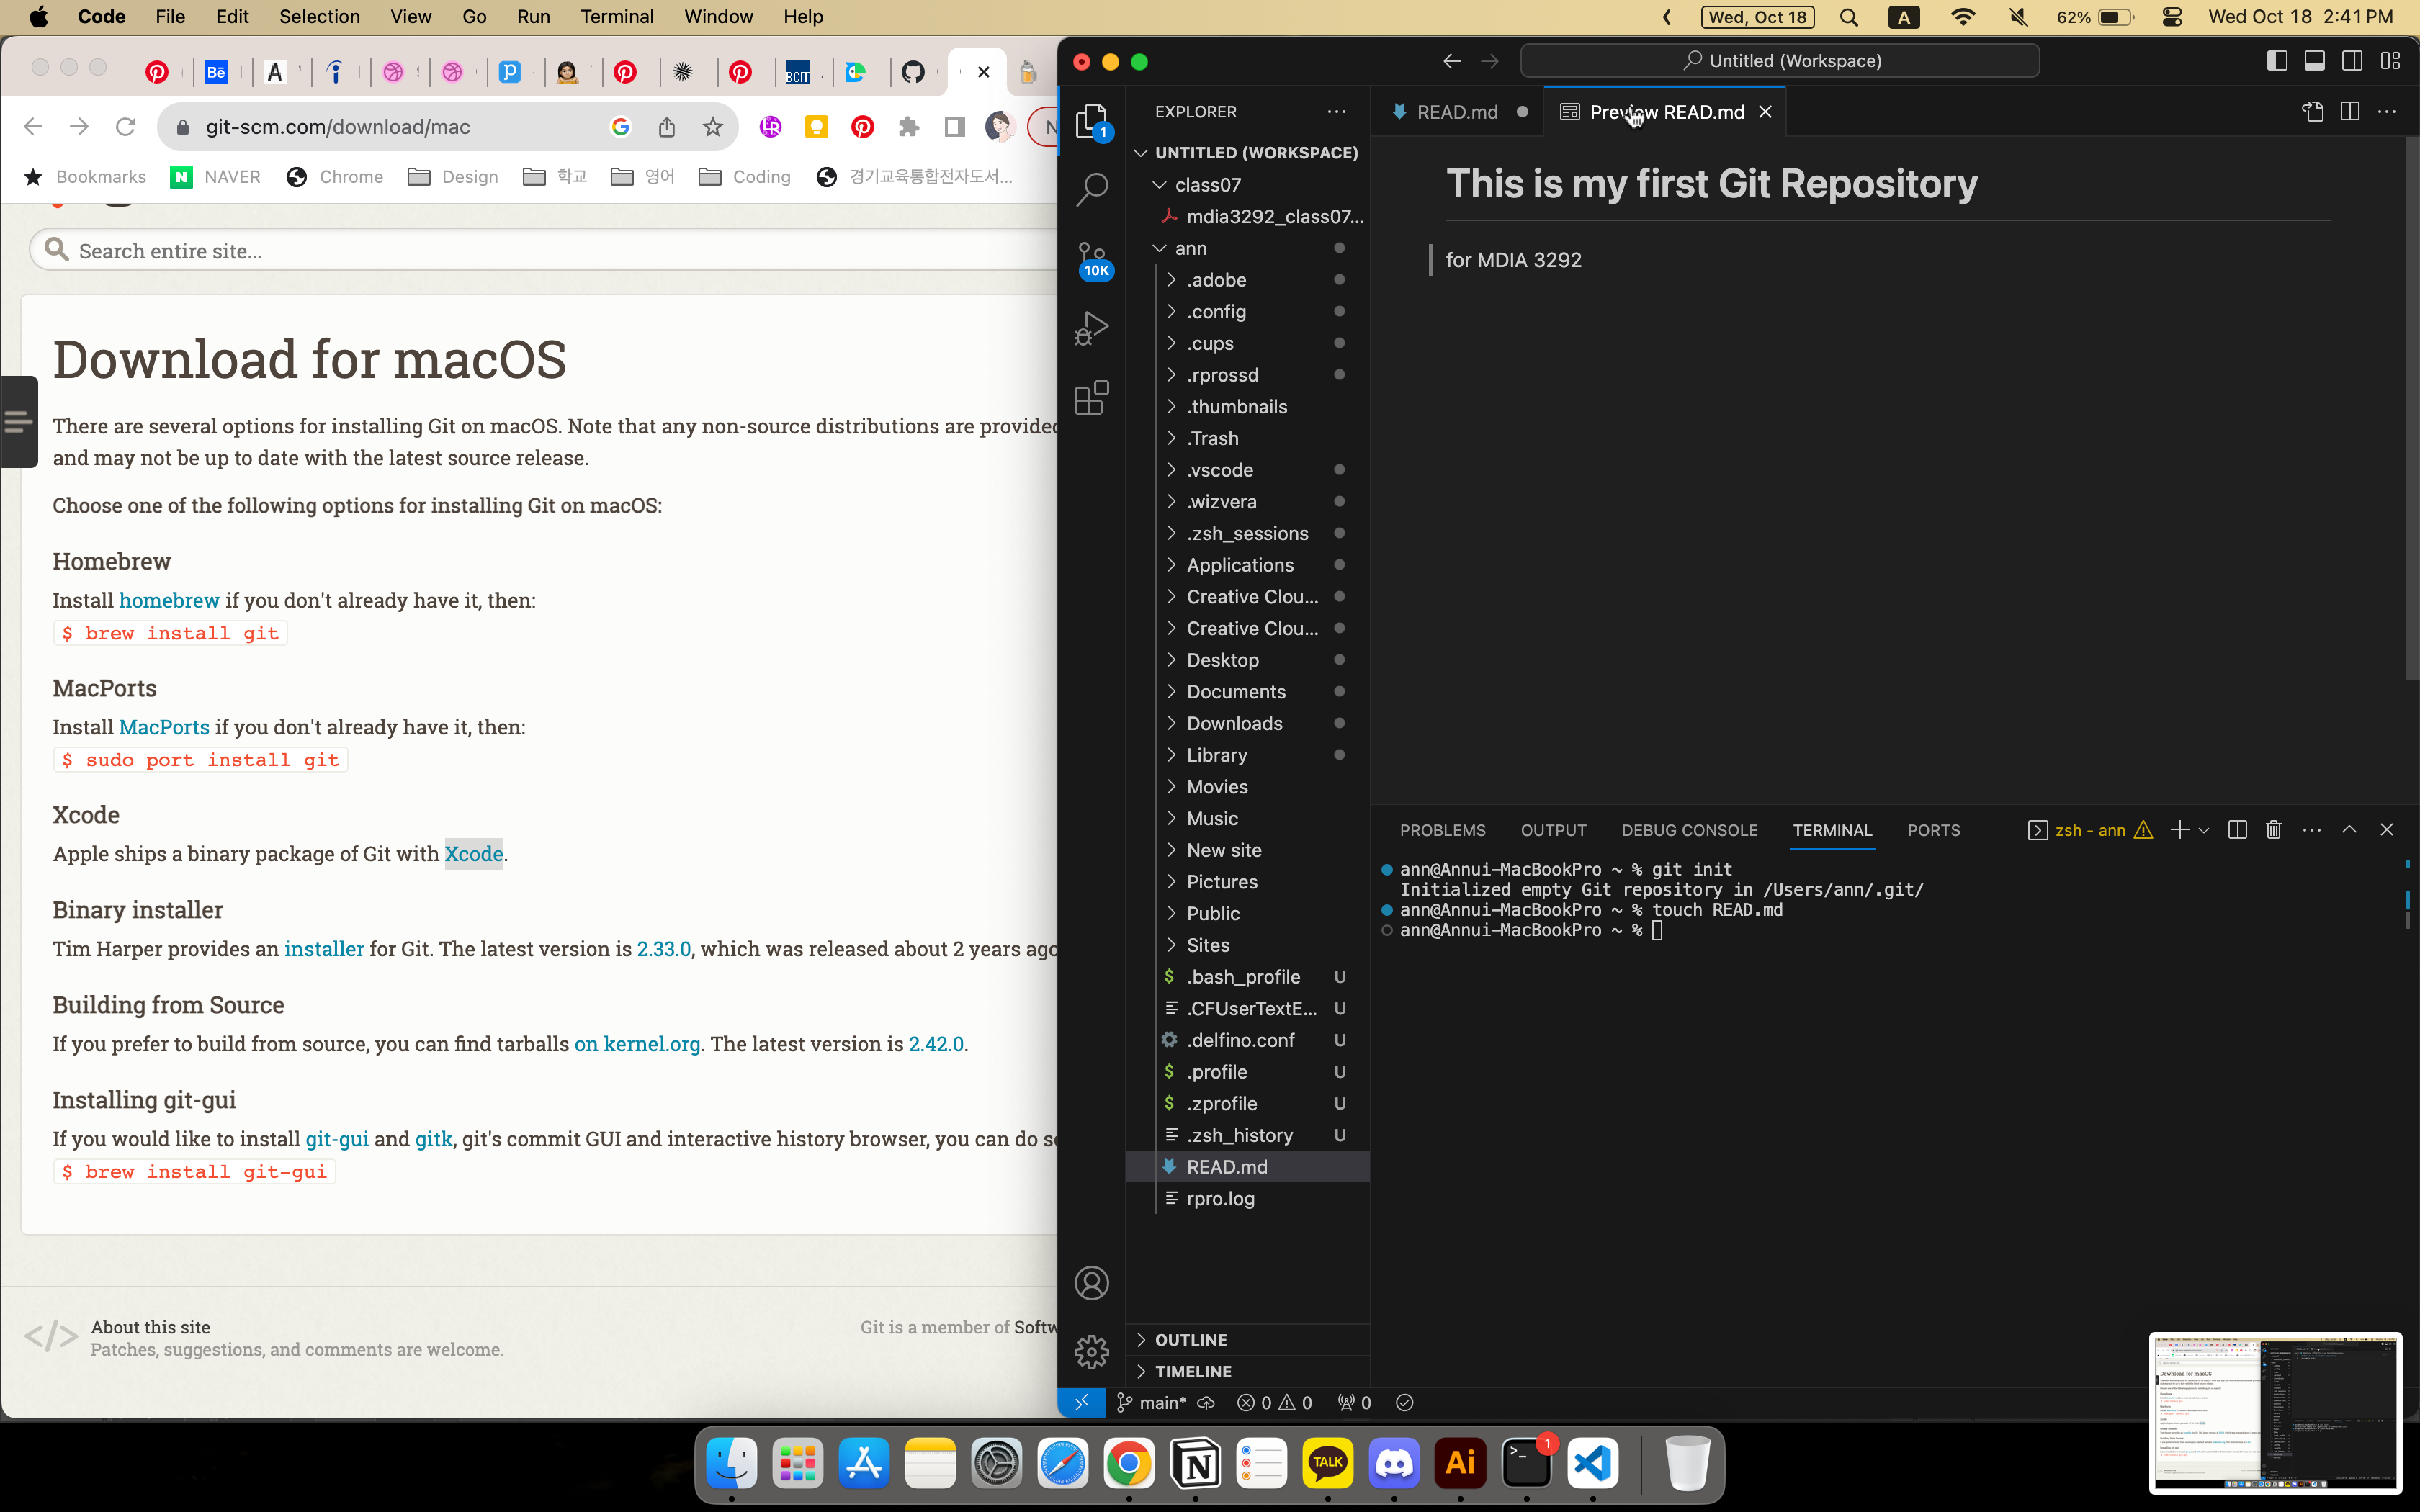 Code File Edit Selection View Go Run Terminal Window Help
Wed, Oct 18 A 62% Wed Oct 18 2:41 PM
git-scm.com/download/mac
Bookmarks NAVER Chrome Design 학교 영어 Coding 경기교육통합전자도서...
Search entire site...
Download for macOS
There are several options for installing Git on macOS. Note that any non-source distributions are provided
and may not be up to date with the latest source release.
Choose one of the following options for installing Git on macOS:
Homebrew
Install homebrew if you don't already have it, then:
$ brew install git
MacPorts
Install MacPorts if you don't already have it, then:
$ sudo port install git
Xcode
Apple ships a binary package of Git with Xcode.
Binary installer
Tim Harper provides an installer for Git. The latest version is 2.33.0, which was released about 2 years ago
Building from Source
If you prefer to build from source, you can find tarballs on kernel.org. The latest version is 2.42.0.
Installing git-gui
If you would like to install git-gui and gitk, git's commit GUI and interactive history browser, you can do so
$ brew install git-gui
</> About this site
Patches, suggestions, and comments are welcome.
Git is a member of Softw
Untitled (Workspace)
EXPLORER
1
10K
UNTITLED (WORKSPACE)
class07
mdia3292_class07...
ann
.adobe
.config
.cups
.rprossd
.thumbnails
.Trash
.vscode
.wizvera
.zsh_sessions
Applications
Creative Clou...
Creative Clou...
Desktop
Documents
Downloads
Library
Movies
Music
New site
Pictures
Public
Sites
$ .bash_profile U
.CFUserTextE... U
.delfino.conf U
$ .profile U
$ .zprofile U
.zsh_history U
READ.md
rpro.log
OUTLINE
TIMELINE
READ.md Preview READ.md
This is my first Git Repository
for MDIA 3292
PROBLEMS OUTPUT DEBUG CONSOLE TERMINAL PORTS zsh - ann
ann@Annui-MacBookPro ~ % git init
Initialized empty Git repository in /Users/ann/.git/
ann@Annui-MacBookPro ~ % touch READ.md
ann@Annui-MacBookPro ~ %
main* 0 0 0
TALK Ai 1